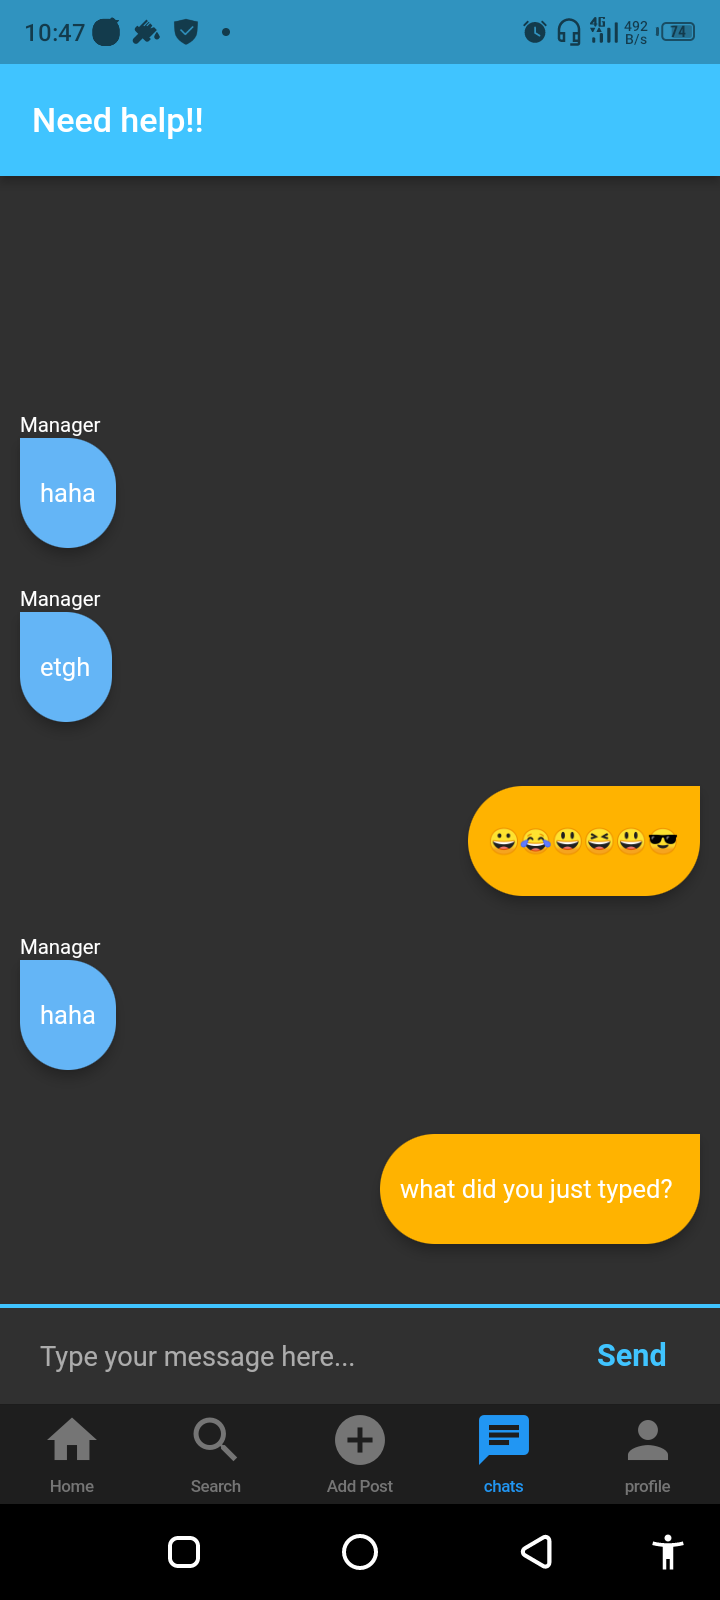 10:47 4G 492 B/s 74
Need help!!
Manager
haha
Manager
etgh
😀😂😃😆😃😎
Manager
haha
what did you just typed?
Type your message here... Send
Home Search Add Post chats profile